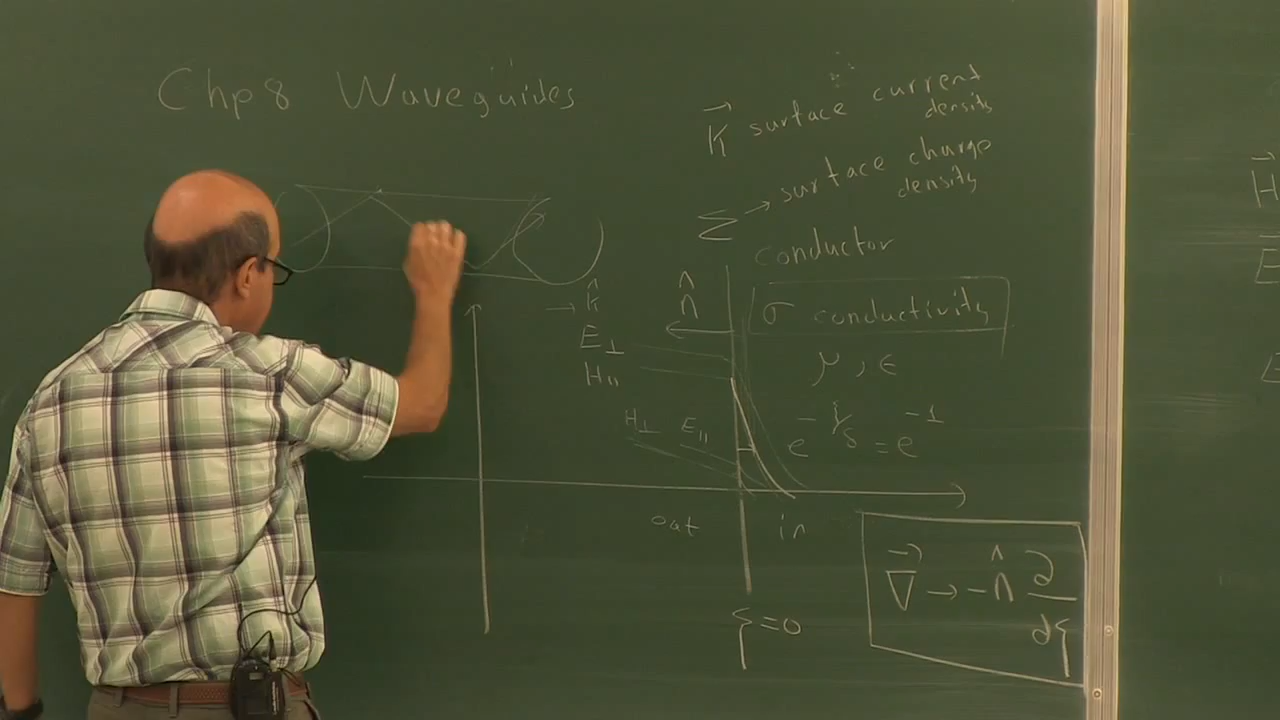 Chp 8 Waveguides
K⃗ surface current
density
Σ → surface charge
density
conductor
→ k̂
n̂
σ conductivity
E⊥
H∥
μ, ε
H⊥ E∥
e^(-ξ/δ) = e^(-1)
out in
∇⃗ → -n̂ ∂/∂ξ
ξ = 0
H⃗
E